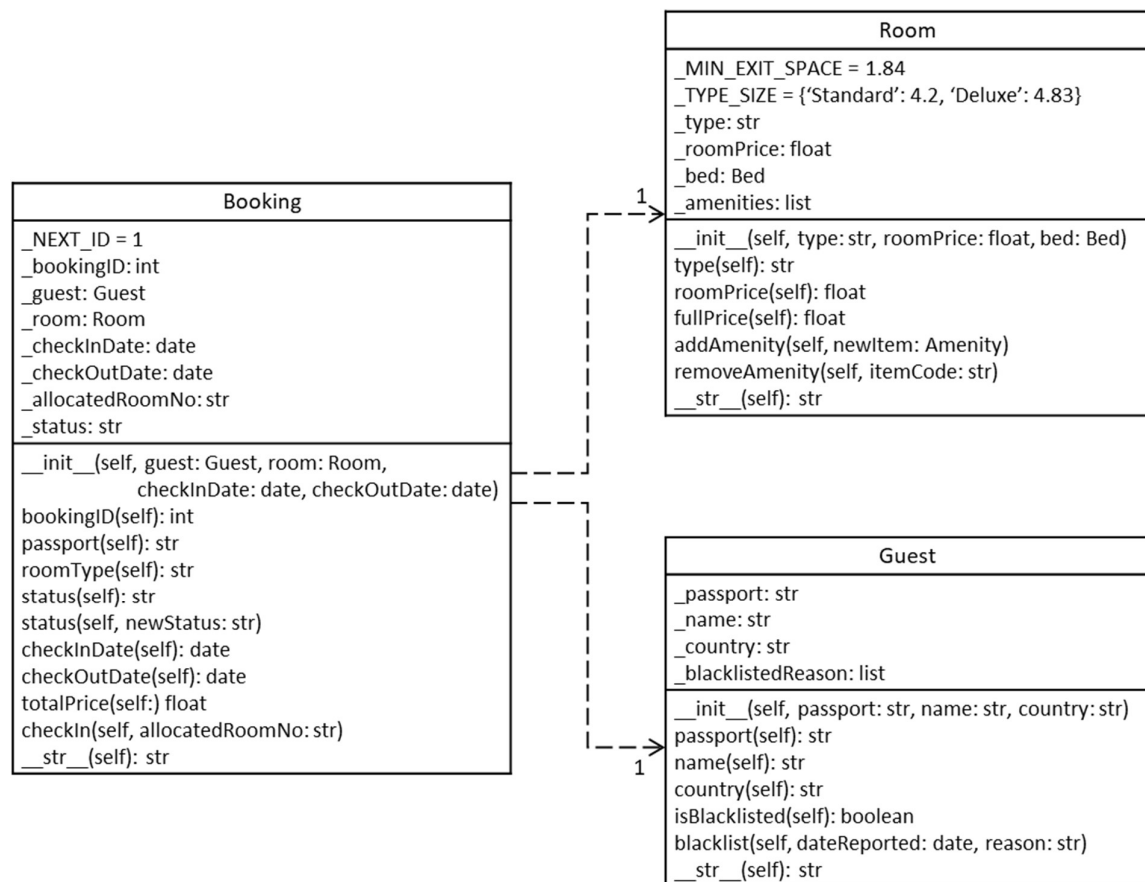 Booking
_NEXT_ID = 1
_bookingID: int
_guest: Guest
_room: Room
_checkInDate: date
_checkOutDate: date
_allocatedRoomNo: str
_status: str
__init__(self, guest: Guest, room: Room,
checkInDate: date, checkOutDate: date)
bookingID(self): int
passport(self): str
roomType(self): str
status(self): str
status(self, newStatus: str)
checkInDate(self): date
checkOutDate(self): date
totalPrice(self:) float
checkIn(self, allocatedRoomNo: str)
__str__(self): str
1
1
Room
_MIN_EXIT_SPACE = 1.84
_TYPE_SIZE = {‘Standard’: 4.2, ‘Deluxe’: 4.83}
_type: str
_roomPrice: float
_bed: Bed
_amenities: list
__init__(self, type: str, roomPrice: float, bed: Bed)
type(self): str
roomPrice(self): float
fullPrice(self): float
addAmenity(self, newItem: Amenity)
removeAmenity(self, itemCode: str)
__str__(self): str
Guest
_passport: str
_name: str
_country: str
_blacklistedReason: list
__init__(self, passport: str, name: str, country: str)
passport(self): str
name(self): str
country(self): str
isBlacklisted(self): boolean
blacklist(self, dateReported: date, reason: str)
__str__(self): str